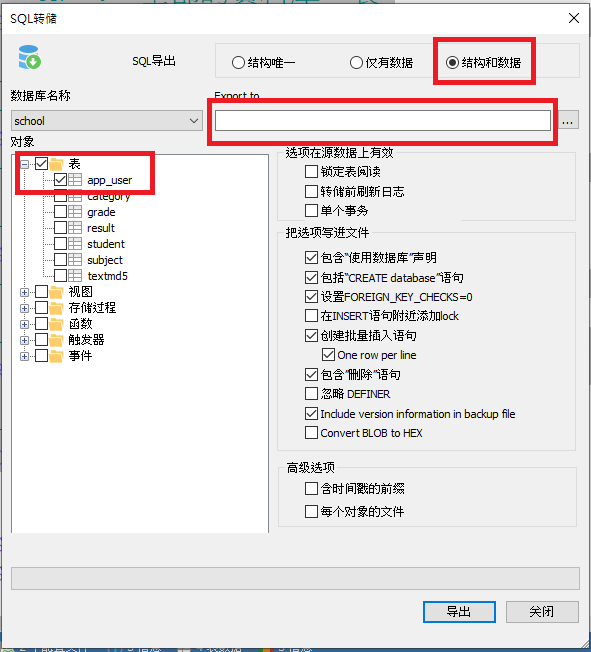 SQL转储
SQL导出
结构唯一
仅有数据
结构和数据
数据库名称
Export to
school
...
对象
表
app_user
category
grade
result
student
subject
textmd5
视图
存储过程
函数
触发器
事件
选项在源数据上有效
锁定表阅读
转储前刷新日志
单个事务
把选项写进文件
包含“使用数据库”声明
包括“CREATE database”语句
设置FOREIGN_KEY_CHECKS=0
在INSERT语句附近添加lock
创建批量插入语句
One row per line
包含”删除”语句
忽略 DEFINER
Include version information in backup file
Convert BLOB to HEX
高级选项
含时间戳的前缀
每个对象的文件
导出
关闭